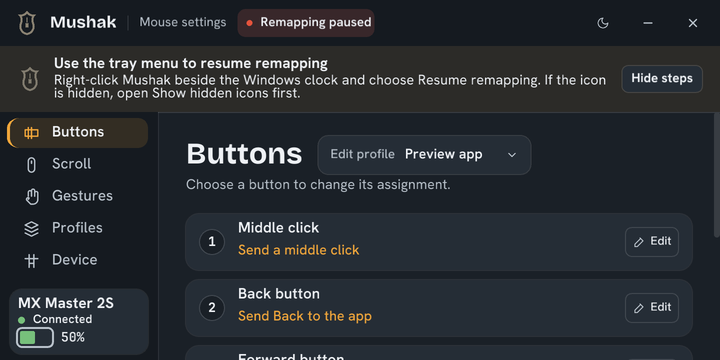 Mushak
Mouse settings
Remapping paused
Use the tray menu to resume remapping
Right-click Mushak beside the Windows clock and choose Resume remapping. If the icon
is hidden, open Show hidden icons first.
Hide steps
Buttons
Scroll
Gestures
Profiles
Device
MX Master 2S
Connected
50%
Buttons
Edit profile Preview app
Choose a button to change its assignment.
1
Middle click
Send a middle click
Edit
2
Back button
Send Back to the app
Edit
Forward button